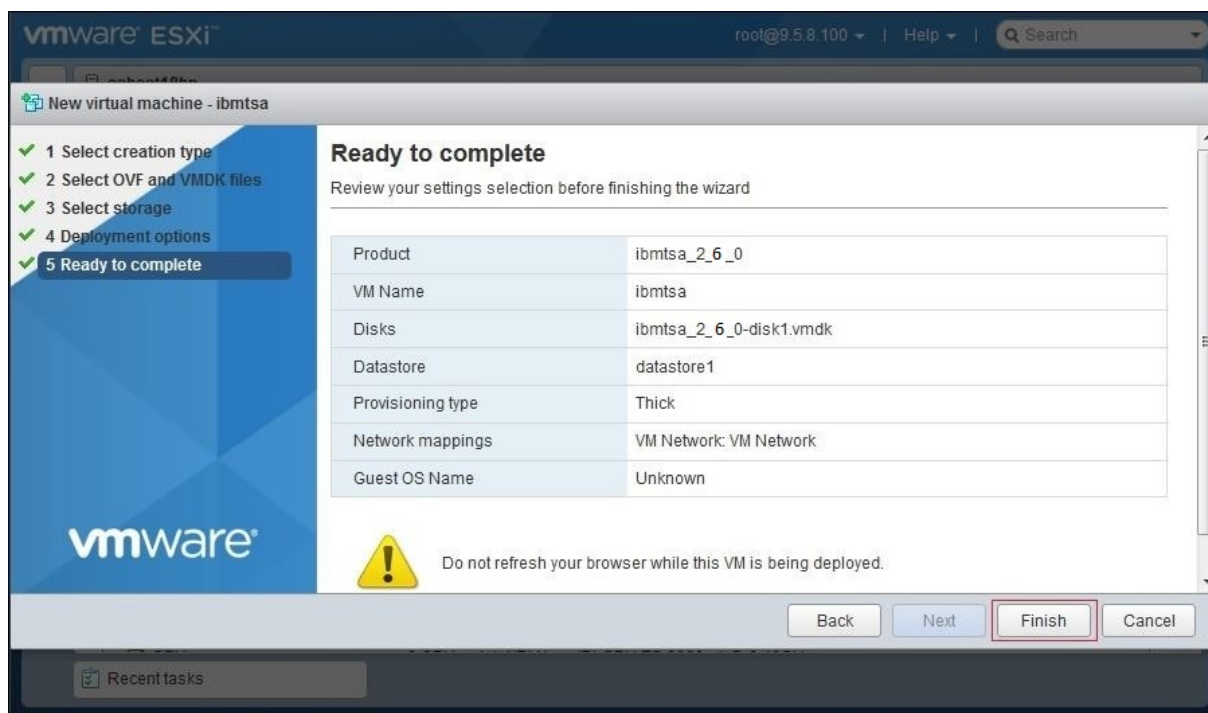 vmware ESXi™
root@9.5.8.100 | Help | Search
New virtual machine - ibmtsa
1 Select creation type
2 Select OVF and VMDK files
3 Select storage
4 Deployment options
5 Ready to complete
vmware®
Ready to complete
Review your settings selection before finishing the wizard
Product ibmtsa_2_6_0
VM Name ibmtsa
Disks ibmtsa_2_6_0-disk1.vmdk
Datastore datastore1
Provisioning type Thick
Network mappings VM Network: VM Network
Guest OS Name Unknown
Do not refresh your browser while this VM is being deployed.
Back Next Finish Cancel
Recent tasks